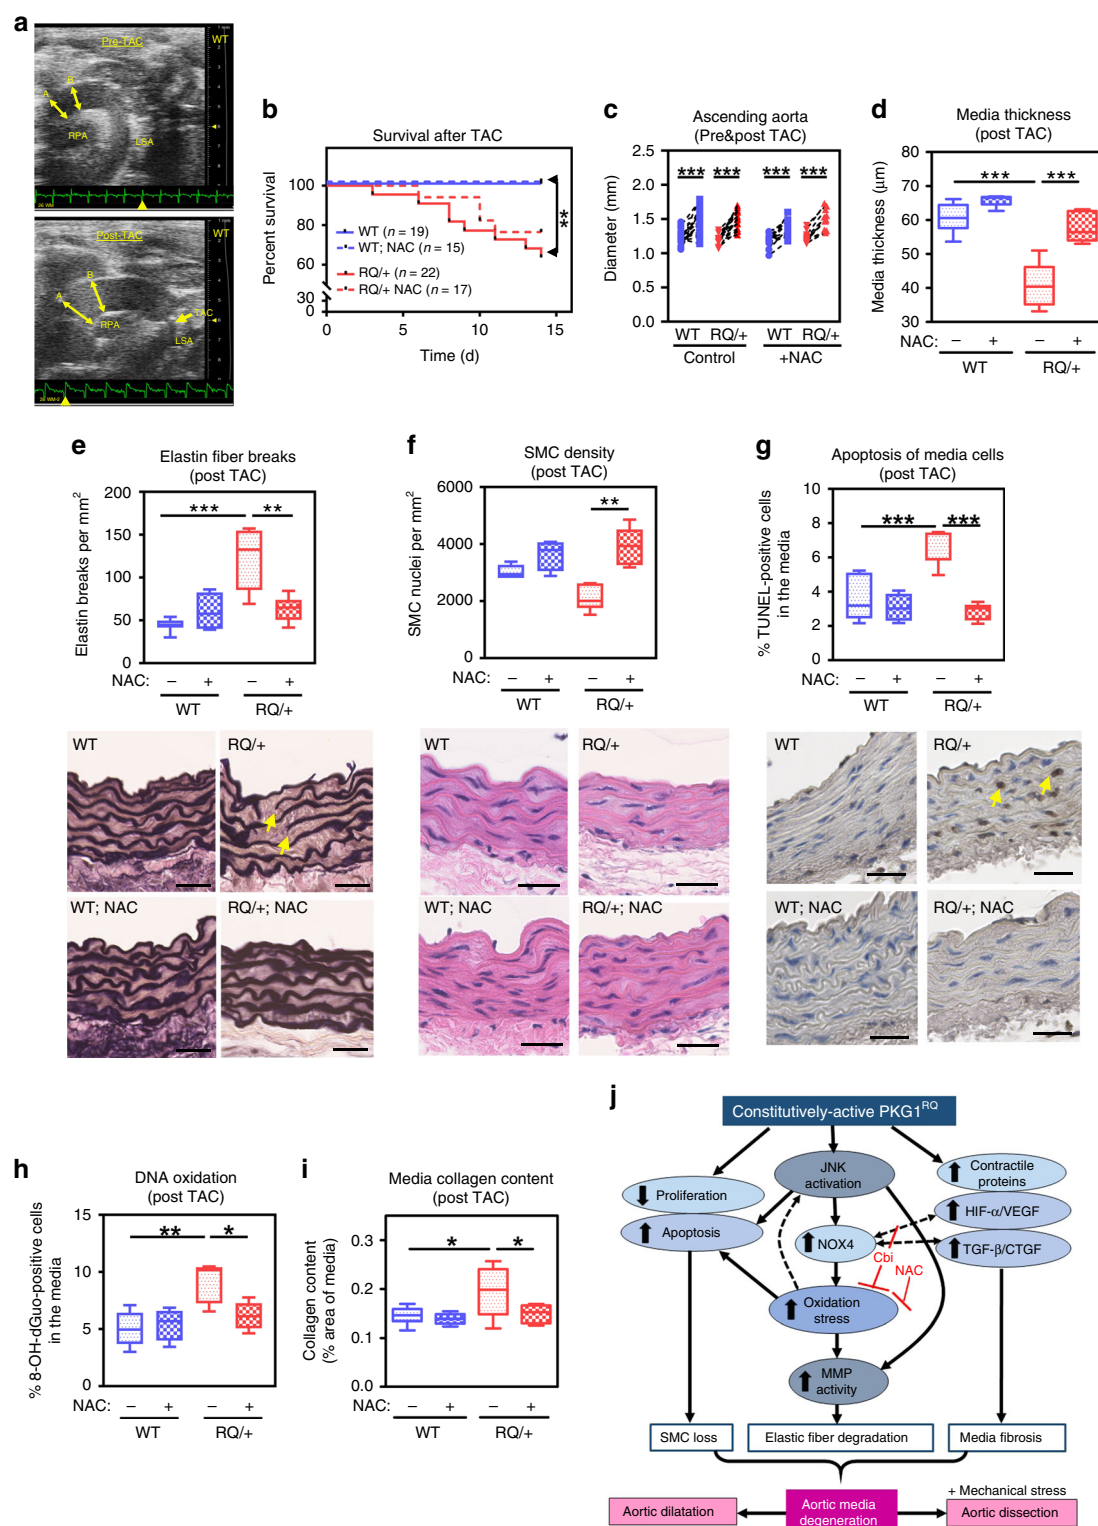 a
Pre-TAC
WT
A
B
RPA
LSA
Post-TAC
WT
A
B
RPA
TAC
LSA
b
Survival after TAC
Percent survival
100
80
60
30
0
WT (n = 19)
WT; NAC (n = 15)
RQ/+ (n = 22)
RQ/+ NAC (n = 17)
**
0 5 10 15
Time (d)
c
Ascending aorta
(Pre&post TAC)
Diameter (mm)
2.5
2.0
1.5
1.0
0.5
0.0
*** *** *** ***
WT RQ/+ WT RQ/+
Control +NAC
d
Media thickness
(post TAC)
Media thickness (μm)
80
70
60
50
40
30
*** ***
NAC: – + – +
WT RQ/+
e
Elastin fiber breaks
(post TAC)
Elastin breaks per mm²
200
150
100
50
0
*** **
NAC: – + – +
WT RQ/+
WT
RQ/+
WT; NAC
RQ/+; NAC
f
SMC density
(post TAC)
SMC nuclei per mm²
6000
4000
2000
0
**
NAC: – + – +
WT RQ/+
WT
RQ/+
WT; NAC
RQ/+; NAC
g
Apoptosis of media cells
(post TAC)
% TUNEL-positive cells
in the media
10
8
6
4
2
0
*** ***
NAC: – + – +
WT RQ/+
WT
RQ/+
WT; NAC
RQ/+; NAC
h
DNA oxidation
(post TAC)
% 8-OH-dGuo-positive cells
in the media
15
10
5
0
** *
NAC: – + – +
WT RQ/+
i
Media collagen content
(post TAC)
Collagen content
(% area of media)
0.3
0.2
0.1
0.0
* *
NAC: – + – +
WT RQ/+
j
Constitutively-active PKG1RQ
JNK
activation
Proliferation
Apoptosis
Contractile
proteins
HIF-α/VEGF
TGF-β/CTGF
NOX4
Cbi
NAC
Oxidation
stress
MMP
activity
SMC loss
Elastic fiber degradation
Media fibrosis
+ Mechanical stress
Aortic dilatation
Aortic media
degeneration
Aortic dissection